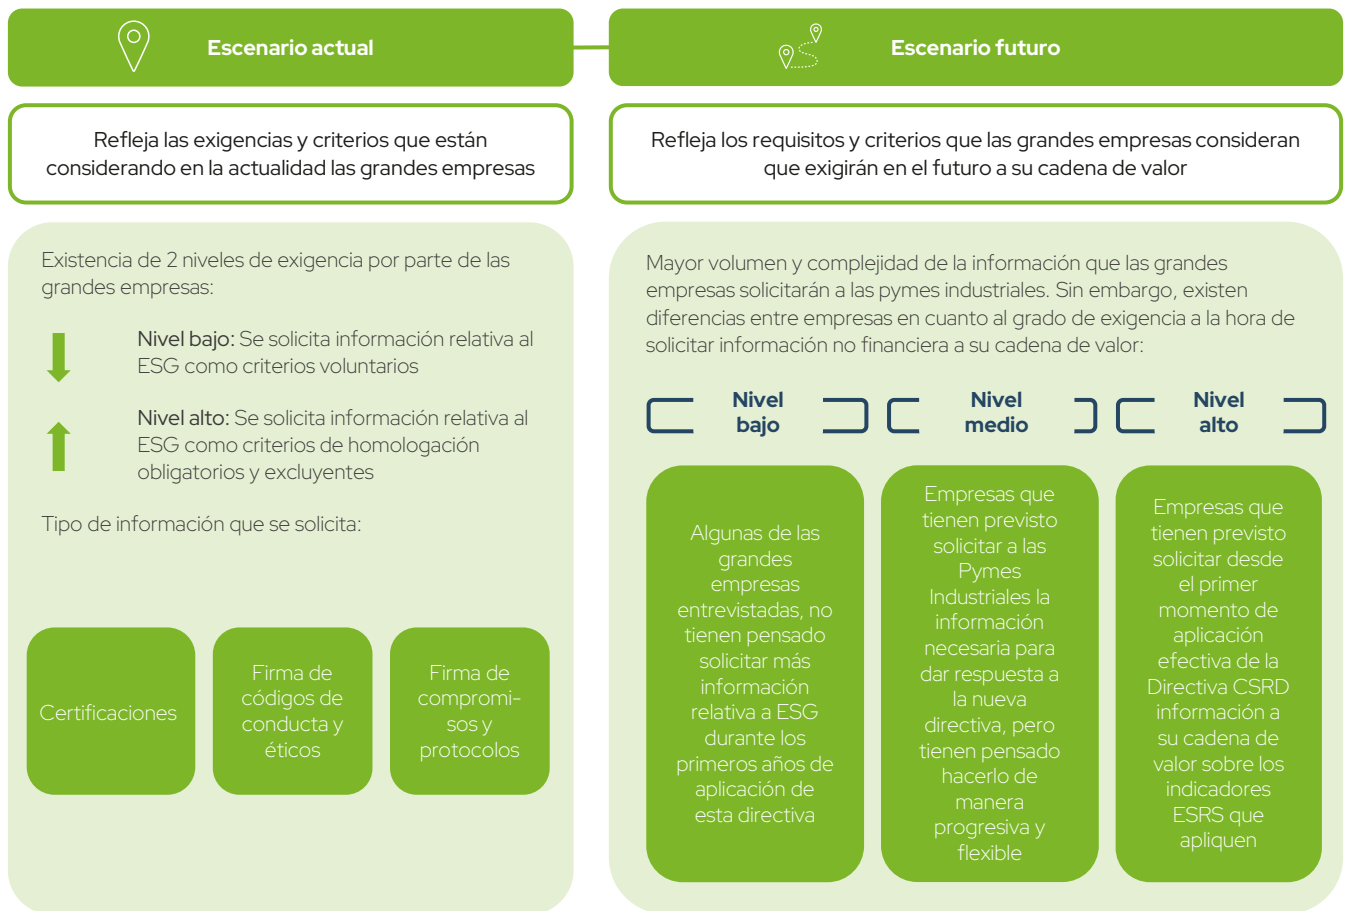 Escenario actual
Refleja las exigencias y criterios que están
considerando en la actualidad las grandes empresas
Existencia de 2 niveles de exigencia por parte de las
grandes empresas:
Nivel bajo: Se solicita información relativa al
ESG como criterios voluntarios
Nivel alto: Se solicita información relativa al
ESG como criterios de homologación
obligatorios y excluyentes
Tipo de información que se solicita:
Certificaciones
Firma de
códigos de
conducta y
éticos
Firma de
compromi-
sos y
protocolos
Escenario futuro
Refleja los requisitos y criterios que las grandes empresas consideran
que exigirán en el futuro a su cadena de valor
Mayor volumen y complejidad de la información que las grandes
empresas solicitarán a las pymes industriales. Sin embargo, existen
diferencias entre empresas en cuanto al grado de exigencia a la hora de
solicitar información no financiera a su cadena de valor:
Nivel
bajo
Algunas de las
grandes
empresas
entrevistadas, no
tienen pensado
solicitar más
información
relativa a ESG
durante los
primeros años de
aplicación de
esta directiva
Nivel
medio
Empresas que
tienen previsto
solicitar a las
Pymes
Industriales la
información
necesaria para
dar respuesta a
la nueva
directiva, pero
tienen pensado
hacerlo de
manera
progresiva y
flexible
Nivel
alto
Empresas que
tienen previsto
solicitar desde
el primer
momento de
aplicación
efectiva de la
Directiva CSRD
información a
su cadena de
valor sobre los
indicadores
ESRS que
apliquen